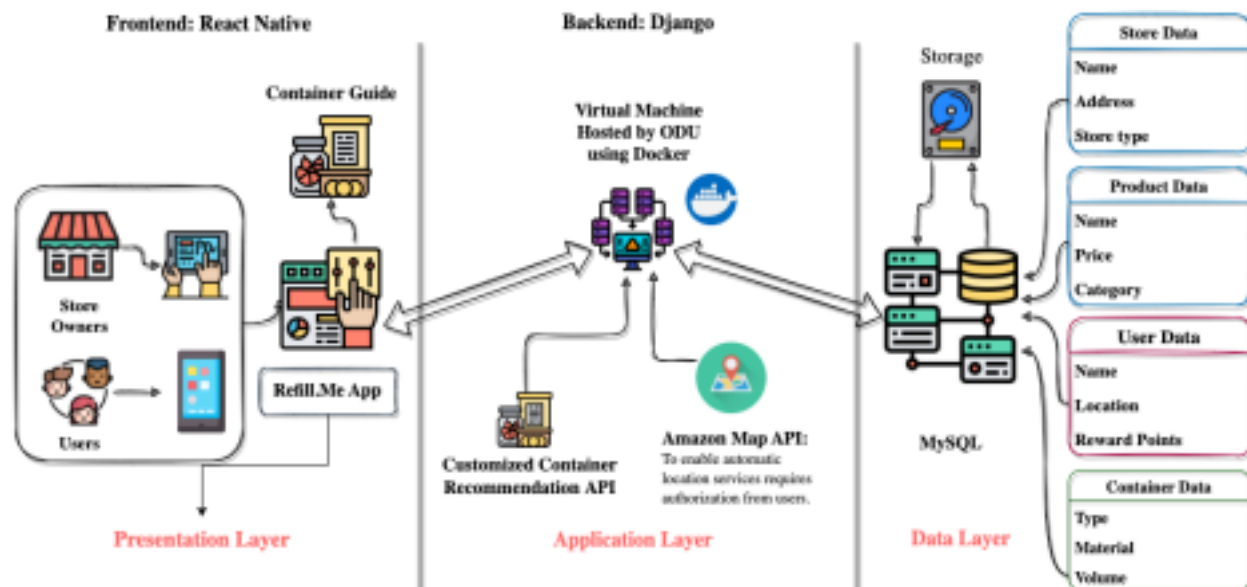 Frontend: React Native
Container Guide
Store
Owners
Users
Refill.Me App
Presentation Layer
Backend: Django
Virtual Machine
Hosted by ODU
using Docker
Customized Container
Recommendation API
Amazon Map API:
To enable automatic
location services requires
authorization from users.
Application Layer
Storage
MySQL
Data Layer
Store Data
Name
Address
Store type
Product Data
Name
Price
Category
User Data
Name
Location
Reward Points
Container Data
Type
Material
Volume